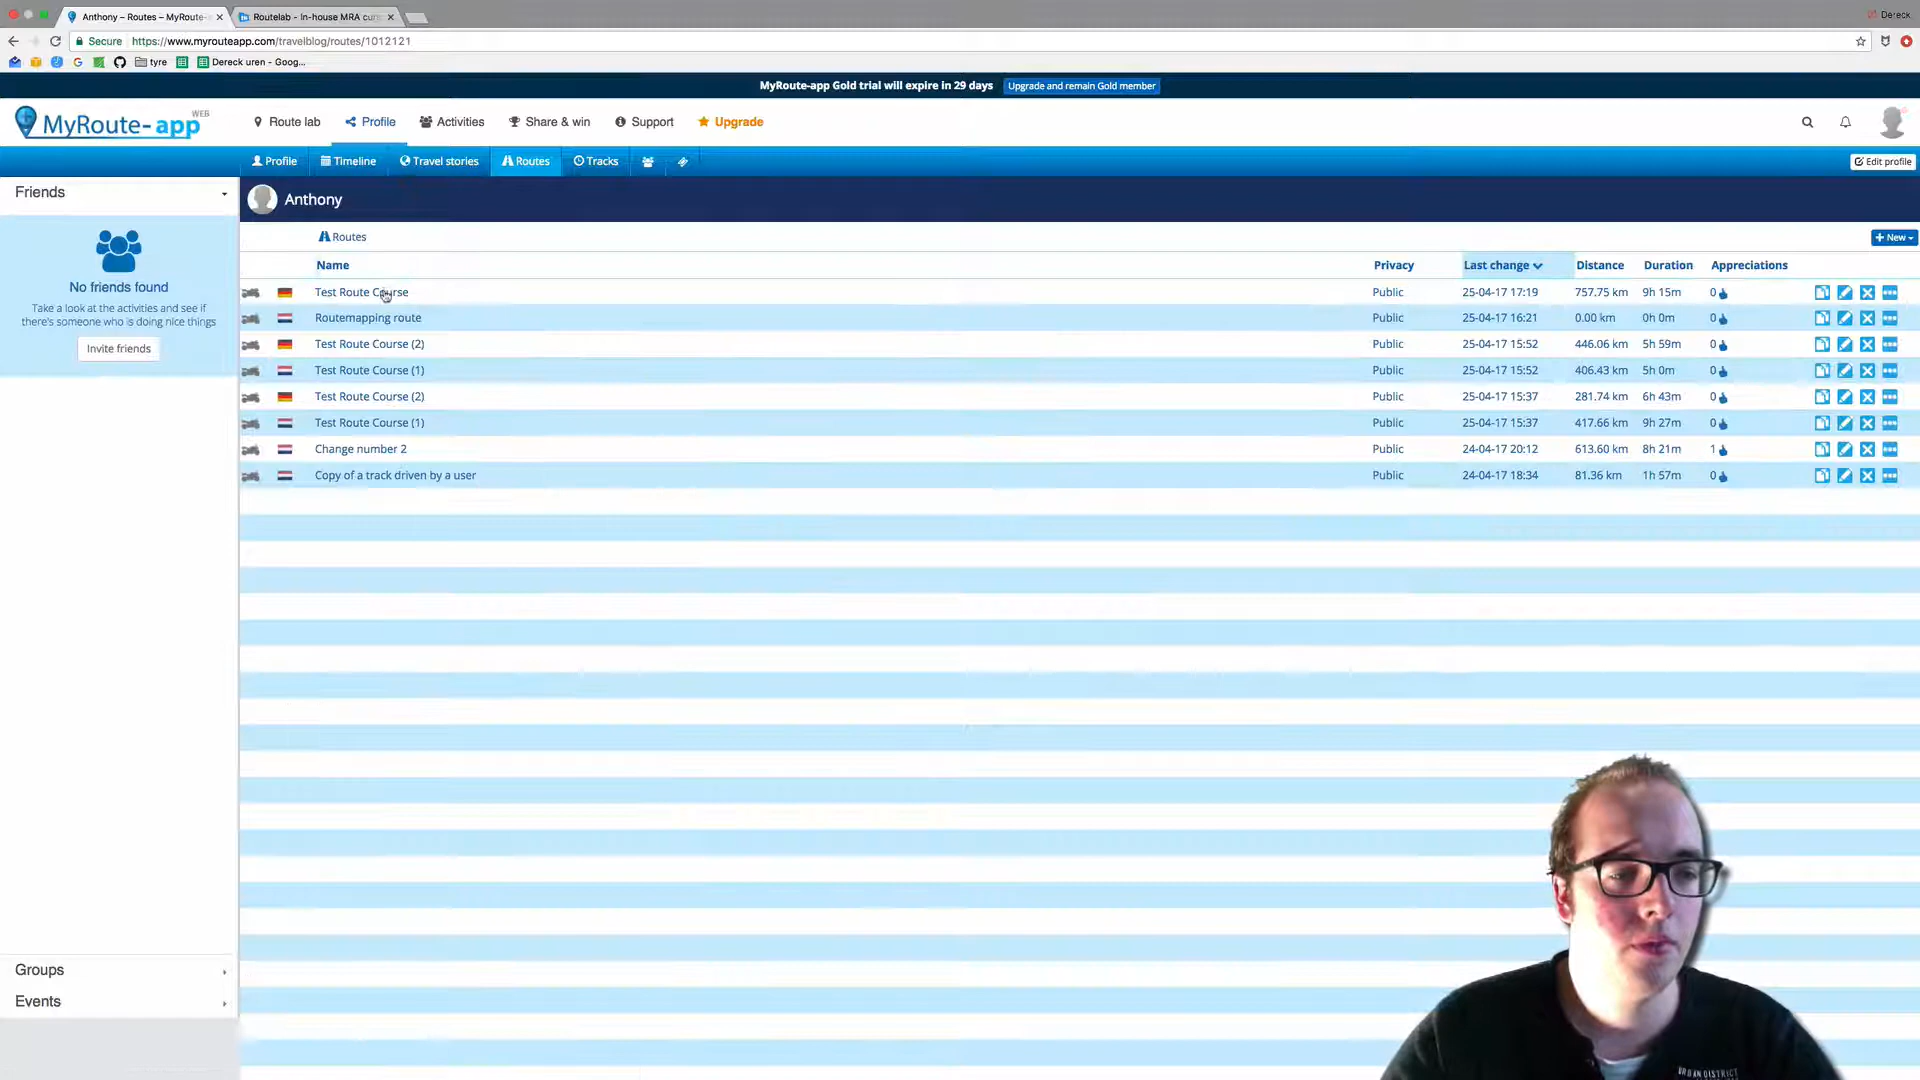 Anthony – Routes – MyRoute- Routelab - In-house MRA cur Dereck
Secure https://www.myrouteapp.com/travelblog/routes/1012121
tyre Dereck uren - Goog...
MyRoute-app Gold trial will expire in 29 days Upgrade and remain Gold member
MyRoute-app WEB Route lab Profile Activities Share & win Support Upgrade
Profile Timeline Travel stories Routes Tracks Edit profile
Friends
Anthony
No friends found
Take a look at the activities and see if
there's someone who is doing nice things
Invite friends
Routes + New
Name Privacy Last change Distance Duration Appreciations
Test Route Course Public 25-04-17 17:19 757.75 km 9h 15m 0
Routemapping route Public 25-04-17 16:21 0.00 km 0h 0m 0
Test Route Course (2) Public 25-04-17 15:52 446.06 km 5h 59m 0
Test Route Course (1) Public 25-04-17 15:52 406.43 km 5h 0m 0
Test Route Course (2) Public 25-04-17 15:37 281.74 km 6h 43m 0
Test Route Course (1) Public 25-04-17 15:37 417.66 km 9h 27m 0
Change number 2 Public 24-04-17 20:12 613.60 km 8h 21m 1
Copy of a track driven by a user Public 24-04-17 18:34 81.36 km 1h 57m 0
Groups
Events
URBAN DISTRICT